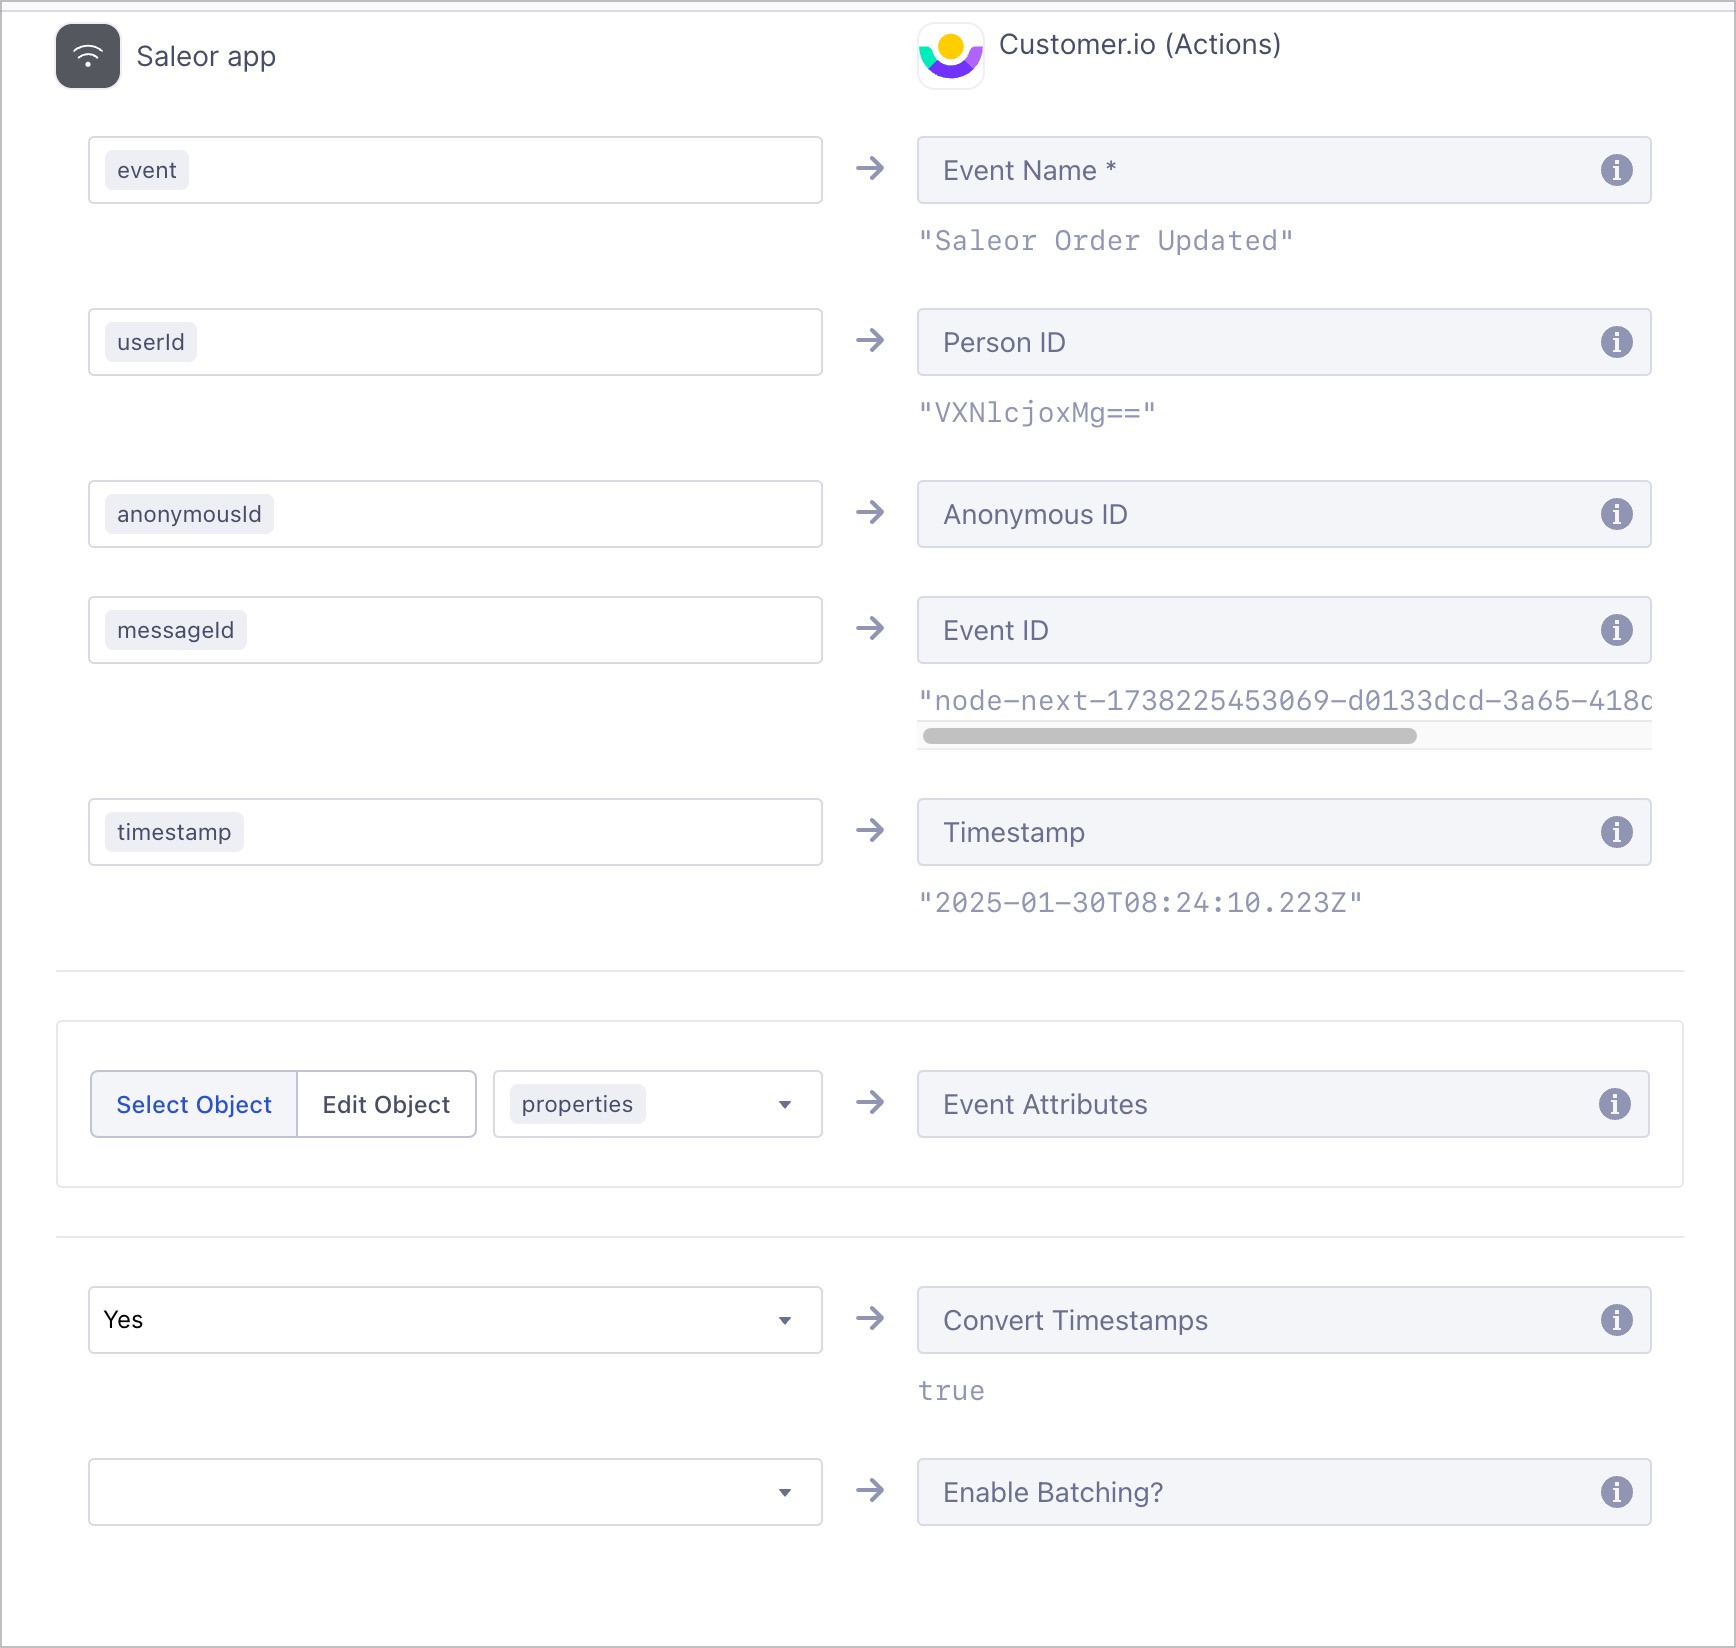 Saleor app
Customer.io (Actions)
event
Event Name *
"Saleor Order Updated"
userId
Person ID
"VXNlcjoxMg=="
anonymousId
Anonymous ID
messageId
Event ID
"node-next-1738225453069-d0133dcd-3a65-418
timestamp
Timestamp
"2025-01-30T08:24:10.223Z"
Select Object
Edit Object
properties
Event Attributes
Yes
Convert Timestamps
true
Enable Batching?